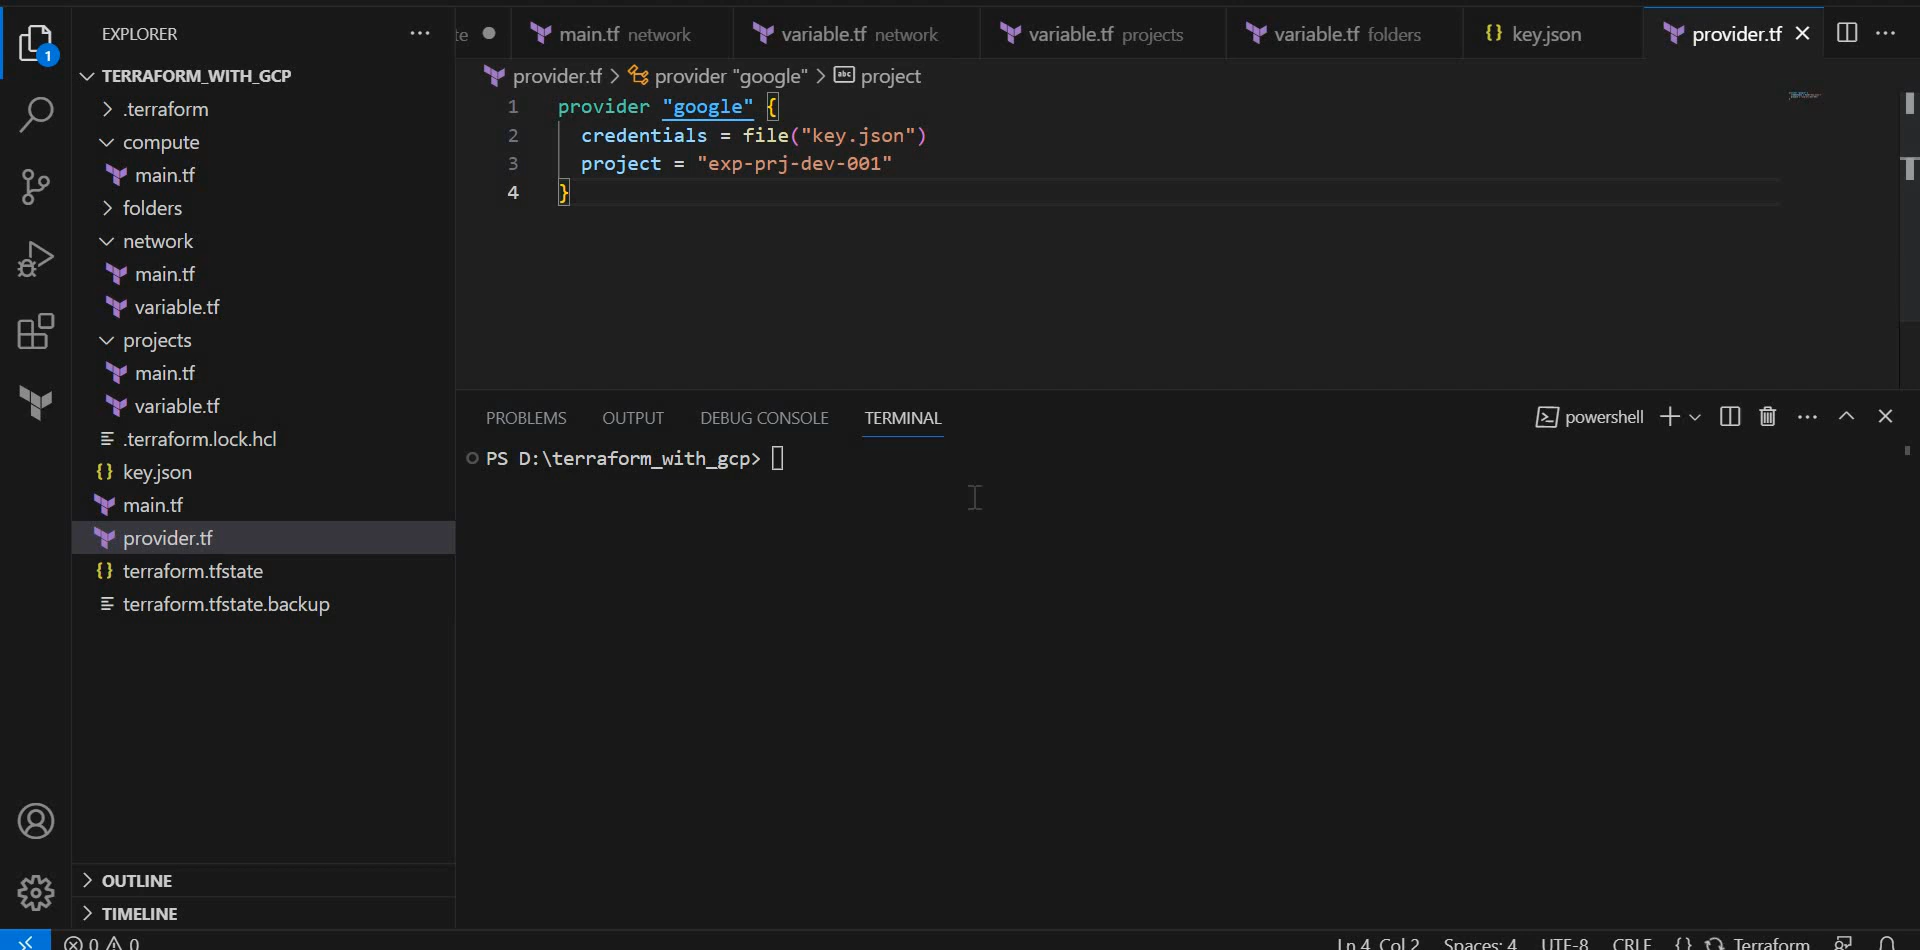 EXPLORER
TERRAFORM_WITH_GCP
.terraform
compute
main.tf
folders
network
main.tf
variable.tf
projects
main.tf
variable.tf
.terraform.lock.hcl
key.json
main.tf
provider.tf
terraform.tfstate
terraform.tfstate.backup
OUTLINE
TIMELINE
1
te main.tf network variable.tf network variable.tf projects variable.tf folders {} key.json provider.tf
provider.tf > provider "google" > abc project
1 provider "google" {
2 credentials = file("key.json")
3 project = "exp-prj-dev-001"
4 }
PROBLEMS OUTPUT DEBUG CONSOLE TERMINAL powershell
PS D:\terraform_with_gcp>
0 0 Ln 4, Col 2 Spaces: 4 UTF-8 CRLF {} Terraform